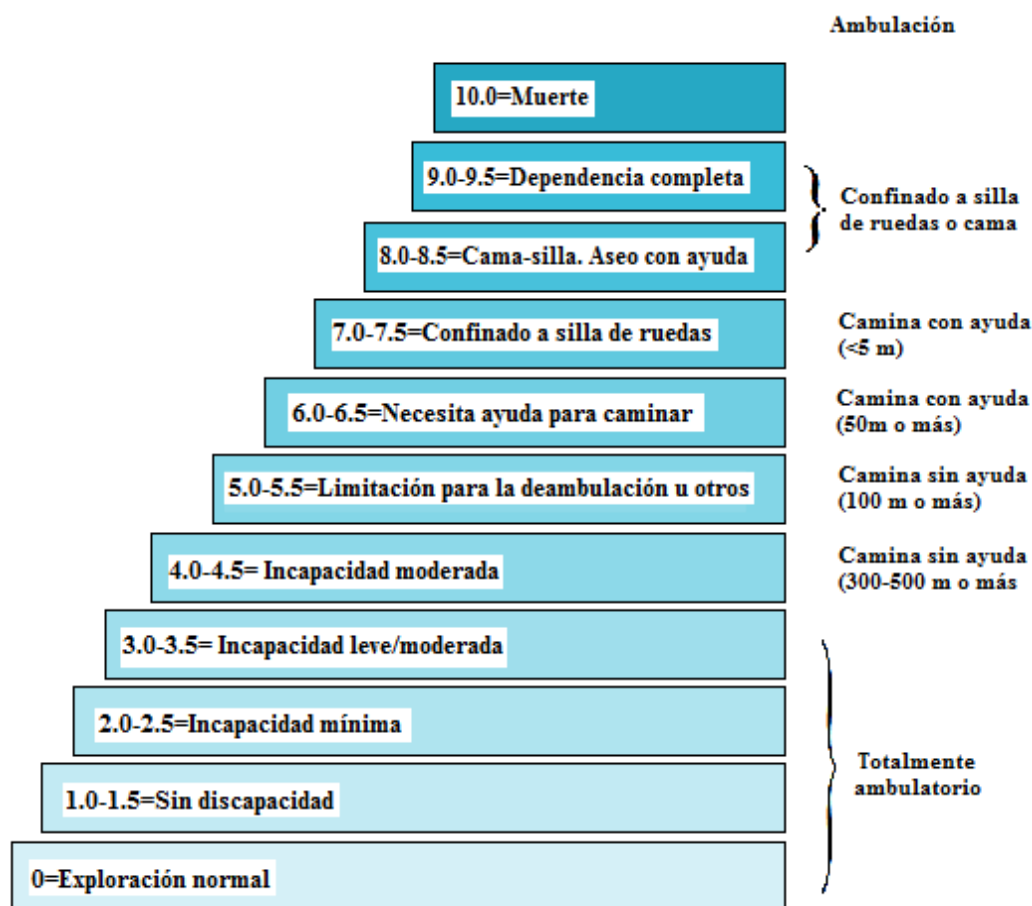 Ambulación
10.0=Muerte
9.0-9.5=Dependencia completa
Confinado a silla
de ruedas o cama
8.0-8.5=Cama-silla. Aseo con ayuda
7.0-7.5=Confinado a silla de ruedas
Camina con ayuda
(<5 m)
6.0-6.5=Necesita ayuda para caminar
Camina con ayuda
(50m o más)
5.0-5.5=Limitación para la deambulación u otros
Camina sin ayuda
(100 m o más)
4.0-4.5= Incapacidad moderada
Camina sin ayuda
(300-500 m o más
3.0-3.5= Incapacidad leve/moderada
2.0-2.5=Incapacidad mínima
Totalmente
ambulatorio
1.0-1.5=Sin discapacidad
0=Exploración normal